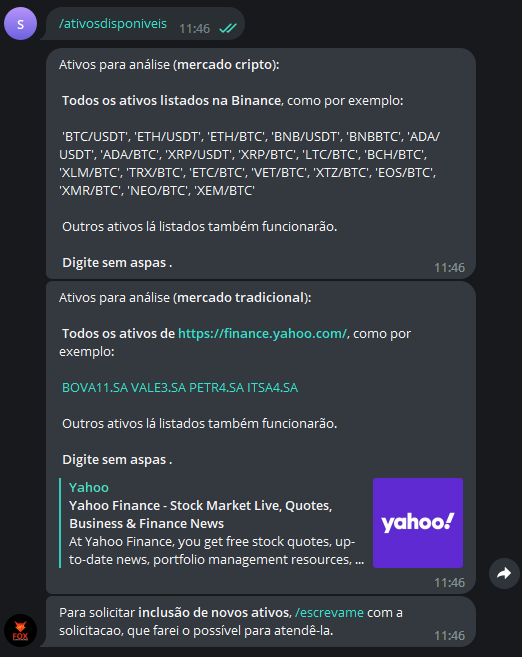 S
/ativosdisponiveis 11:46
Ativos para análise (mercado cripto):
Todos os ativos listados na Binance, como por exemplo:
'BTC/USDT', 'ETH/USDT', 'ETH/BTC', 'BNB/USDT', 'BNBBTC', 'ADA/
USDT', 'ADA/BTC', 'XRP/USDT', 'XRP/BTC', 'LTC/BTC', 'BCH/BTC',
'XLM/BTC', 'TRX/BTC', 'ETC/BTC', 'VET/BTC', 'XTZ/BTC', 'EOS/BTC',
'XMR/BTC', 'NEO/BTC', 'XEM/BTC'
Outros ativos lá listados também funcionarão.
Digite sem aspas .
11:46
Ativos para análise (mercado tradicional):
Todos os ativos de https://finance.yahoo.com/, como por
exemplo:
BOVA11.SA VALE3.SA PETR4.SA ITSA4.SA
Outros ativos lá listados também funcionarão.
Digite sem aspas .
Yahoo
Yahoo Finance - Stock Market Live, Quotes,
Business & Finance News
At Yahoo Finance, you get free stock quotes, up-
to-date news, portfolio management resources, ...
yahoo!
11:46
Para solicitar inclusão de novos ativos, /escrevame com a
solicitacao, que farei o possível para atendê-la.
11:46
FOX